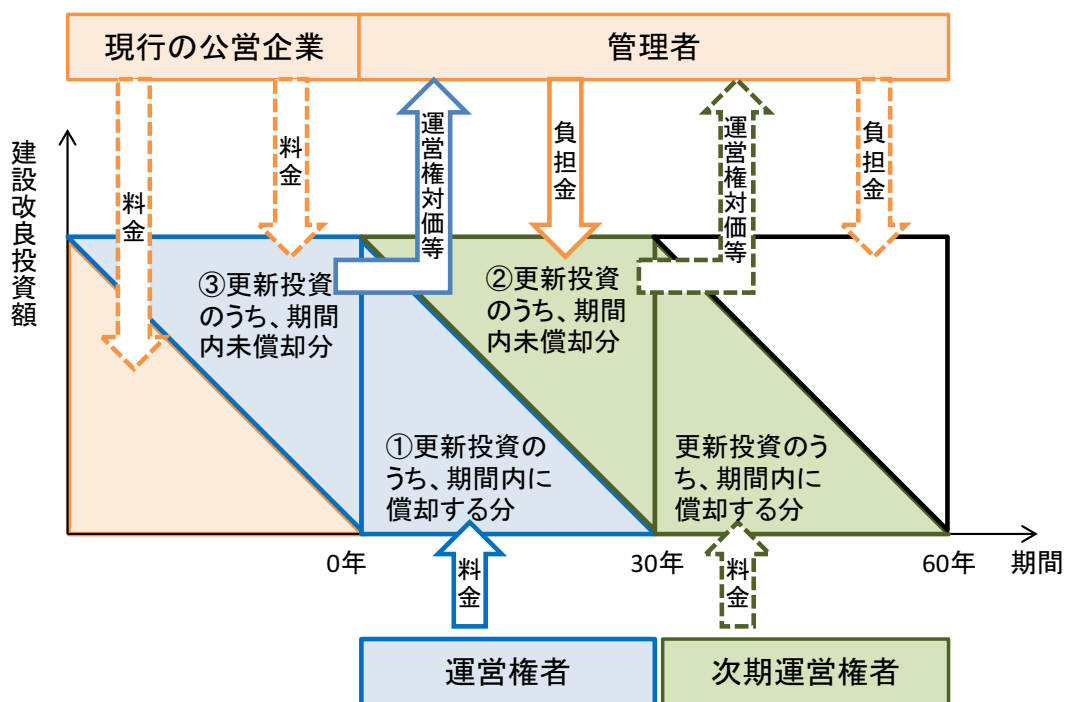 現行の公営企業
管理者
料金
料金
運営権対価等
負担金
運営権対価等
負担金
建設改良投資額
③更新投資
のうち、期間
内未償却分
②更新投資
のうち、期間
内未償却分
①更新投資の
うち、期間内に
償却する分
更新投資のう
ち、期間内に
償却する分
0年
30年
60年
期間
料金
料金
運営権者
次期運営権者